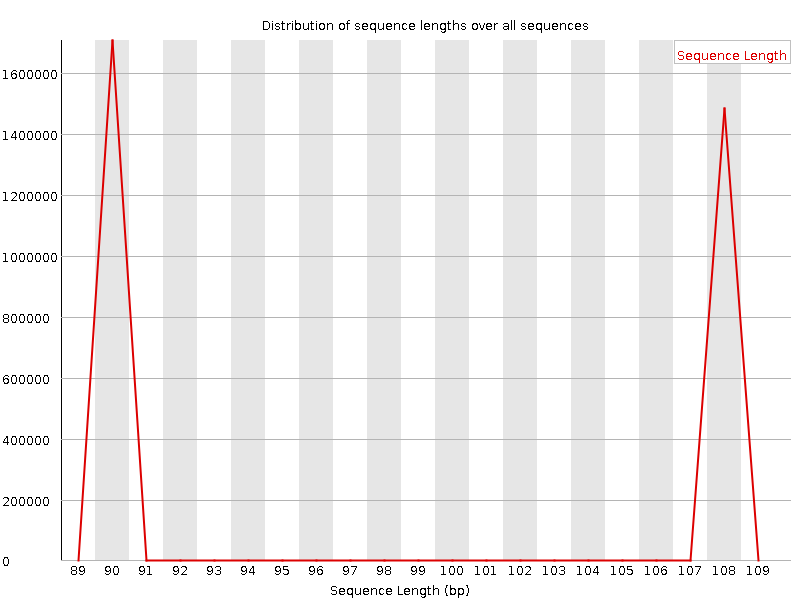 Distribution of sequence lengths over all sequences
Sequence Length
1600000
1400000
1200000
1000000
800000
600000
400000
200000
0
89 90 91 92 93 94 95 96 97 98 99 100 101 102 103 104 105 106 107 108 109
Sequence Length (bp)